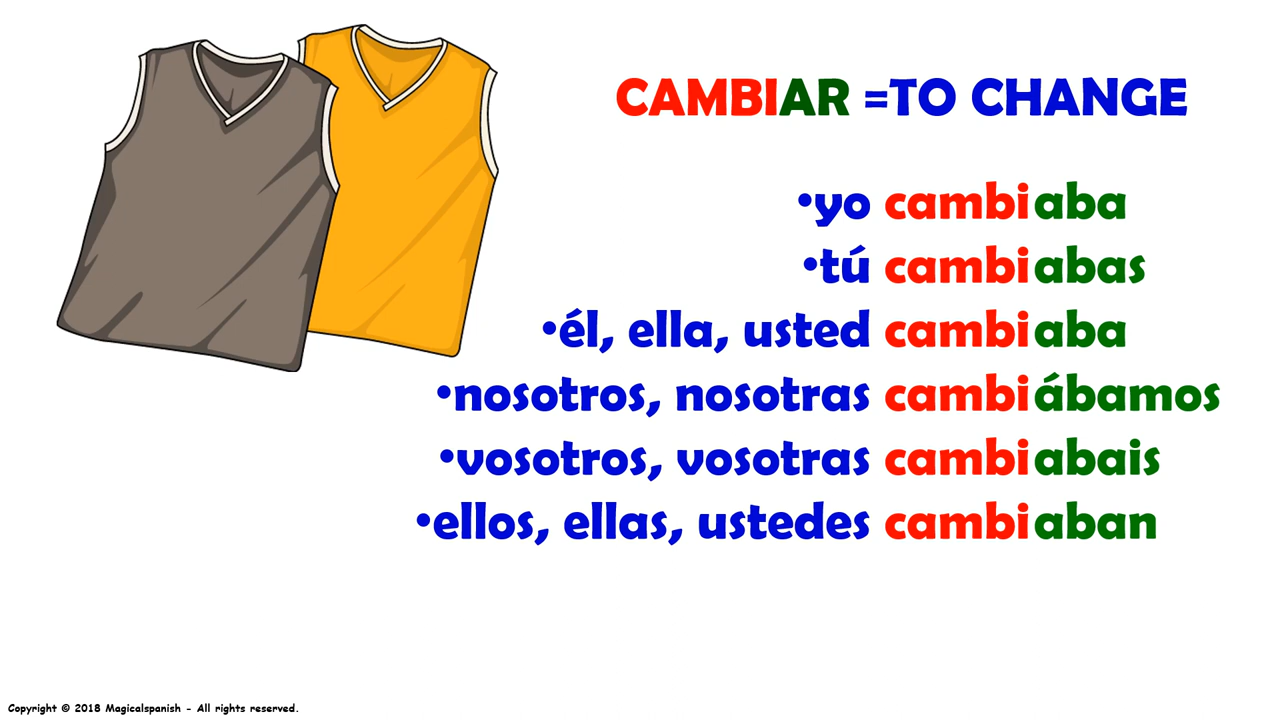 CAMBIAR =TO CHANGE
•yo cambiaba
•tú cambiabas
•él, ella, usted cambiaba
•nosotros, nosotras cambiábamos
•vosotros, vosotras cambiabais
•ellos, ellas, ustedes cambiaban
Copyright © 2018 Magicalspanish - All rights reserved.